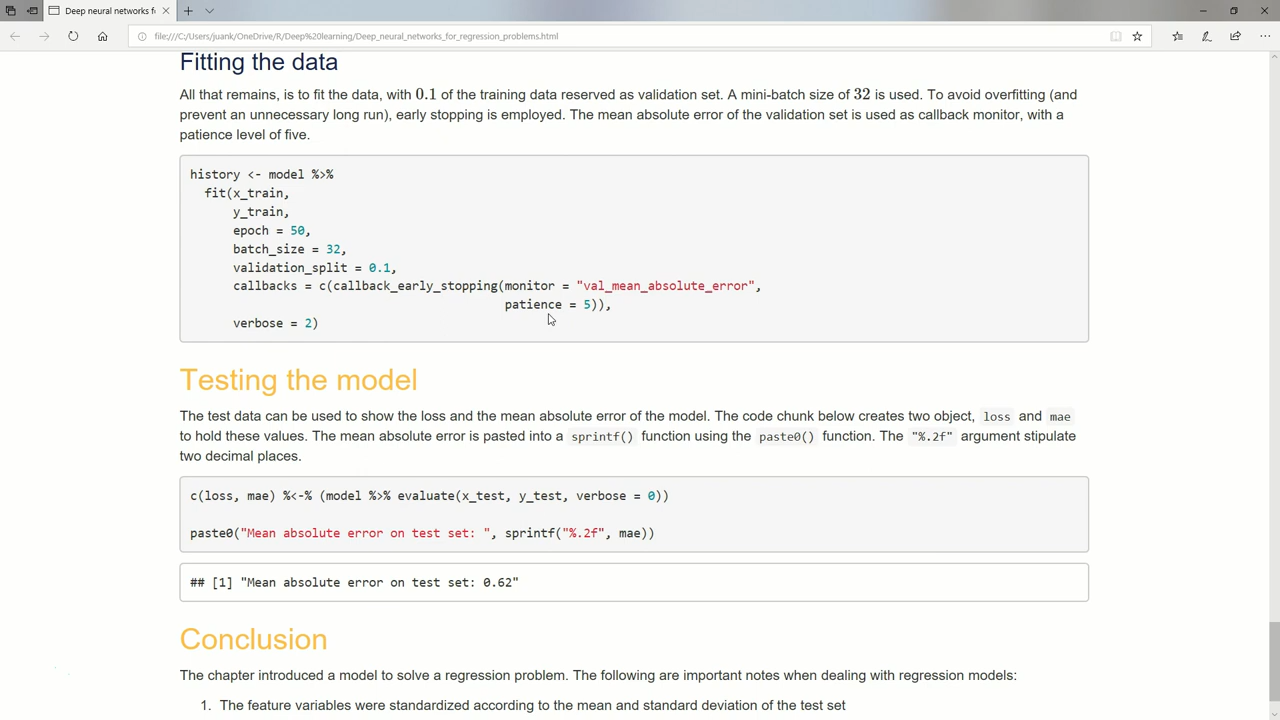 Deep neural networks f
file:///C:/Users/juank/OneDrive/R/Deep%20learning/Deep_neural_networks_for_regression_problems.html
Fitting the data
All that remains, is to fit the data, with 0.1 of the training data reserved as validation set. A mini-batch size of 32 is used. To avoid overfitting (and
prevent an unnecessary long run), early stopping is employed. The mean absolute error of the validation set is used as callback monitor, with a
patience level of five.
history <- model %>%
fit(x_train,
y_train,
epoch = 50,
batch_size = 32,
validation_split = 0.1,
callbacks = c(callback_early_stopping(monitor = "val_mean_absolute_error",
patience = 5)),
verbose = 2)
Testing the model
The test data can be used to show the loss and the mean absolute error of the model. The code chunk below creates two object, loss and mae
to hold these values. The mean absolute error is pasted into a sprintf() function using the paste0() function. The "%.2f" argument stipulate
two decimal places.
c(loss, mae) %<-% (model %>% evaluate(x_test, y_test, verbose = 0))
paste0("Mean absolute error on test set: ", sprintf("%.2f", mae))
## [1] "Mean absolute error on test set: 0.62"
Conclusion
The chapter introduced a model to solve a regression problem. The following are important notes when dealing with regression models:
1. The feature variables were standardized according to the mean and standard deviation of the test set